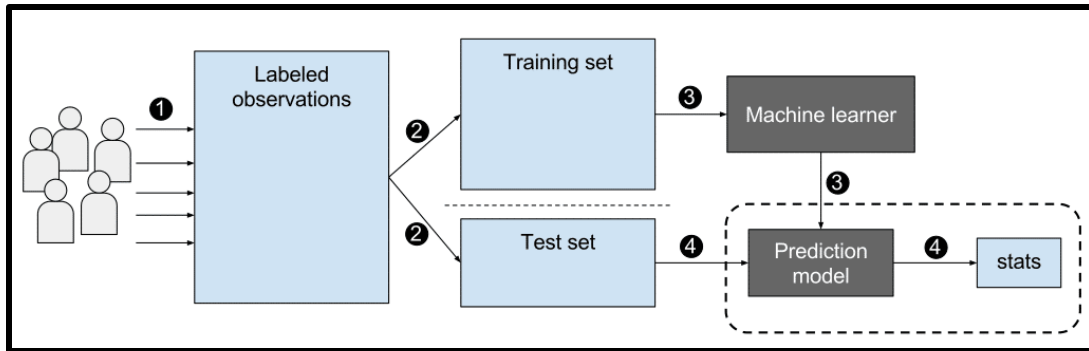 1
Labeled
observations
2
2
Training set
Test set
3
Machine learner
3
4
Prediction
model
4
stats